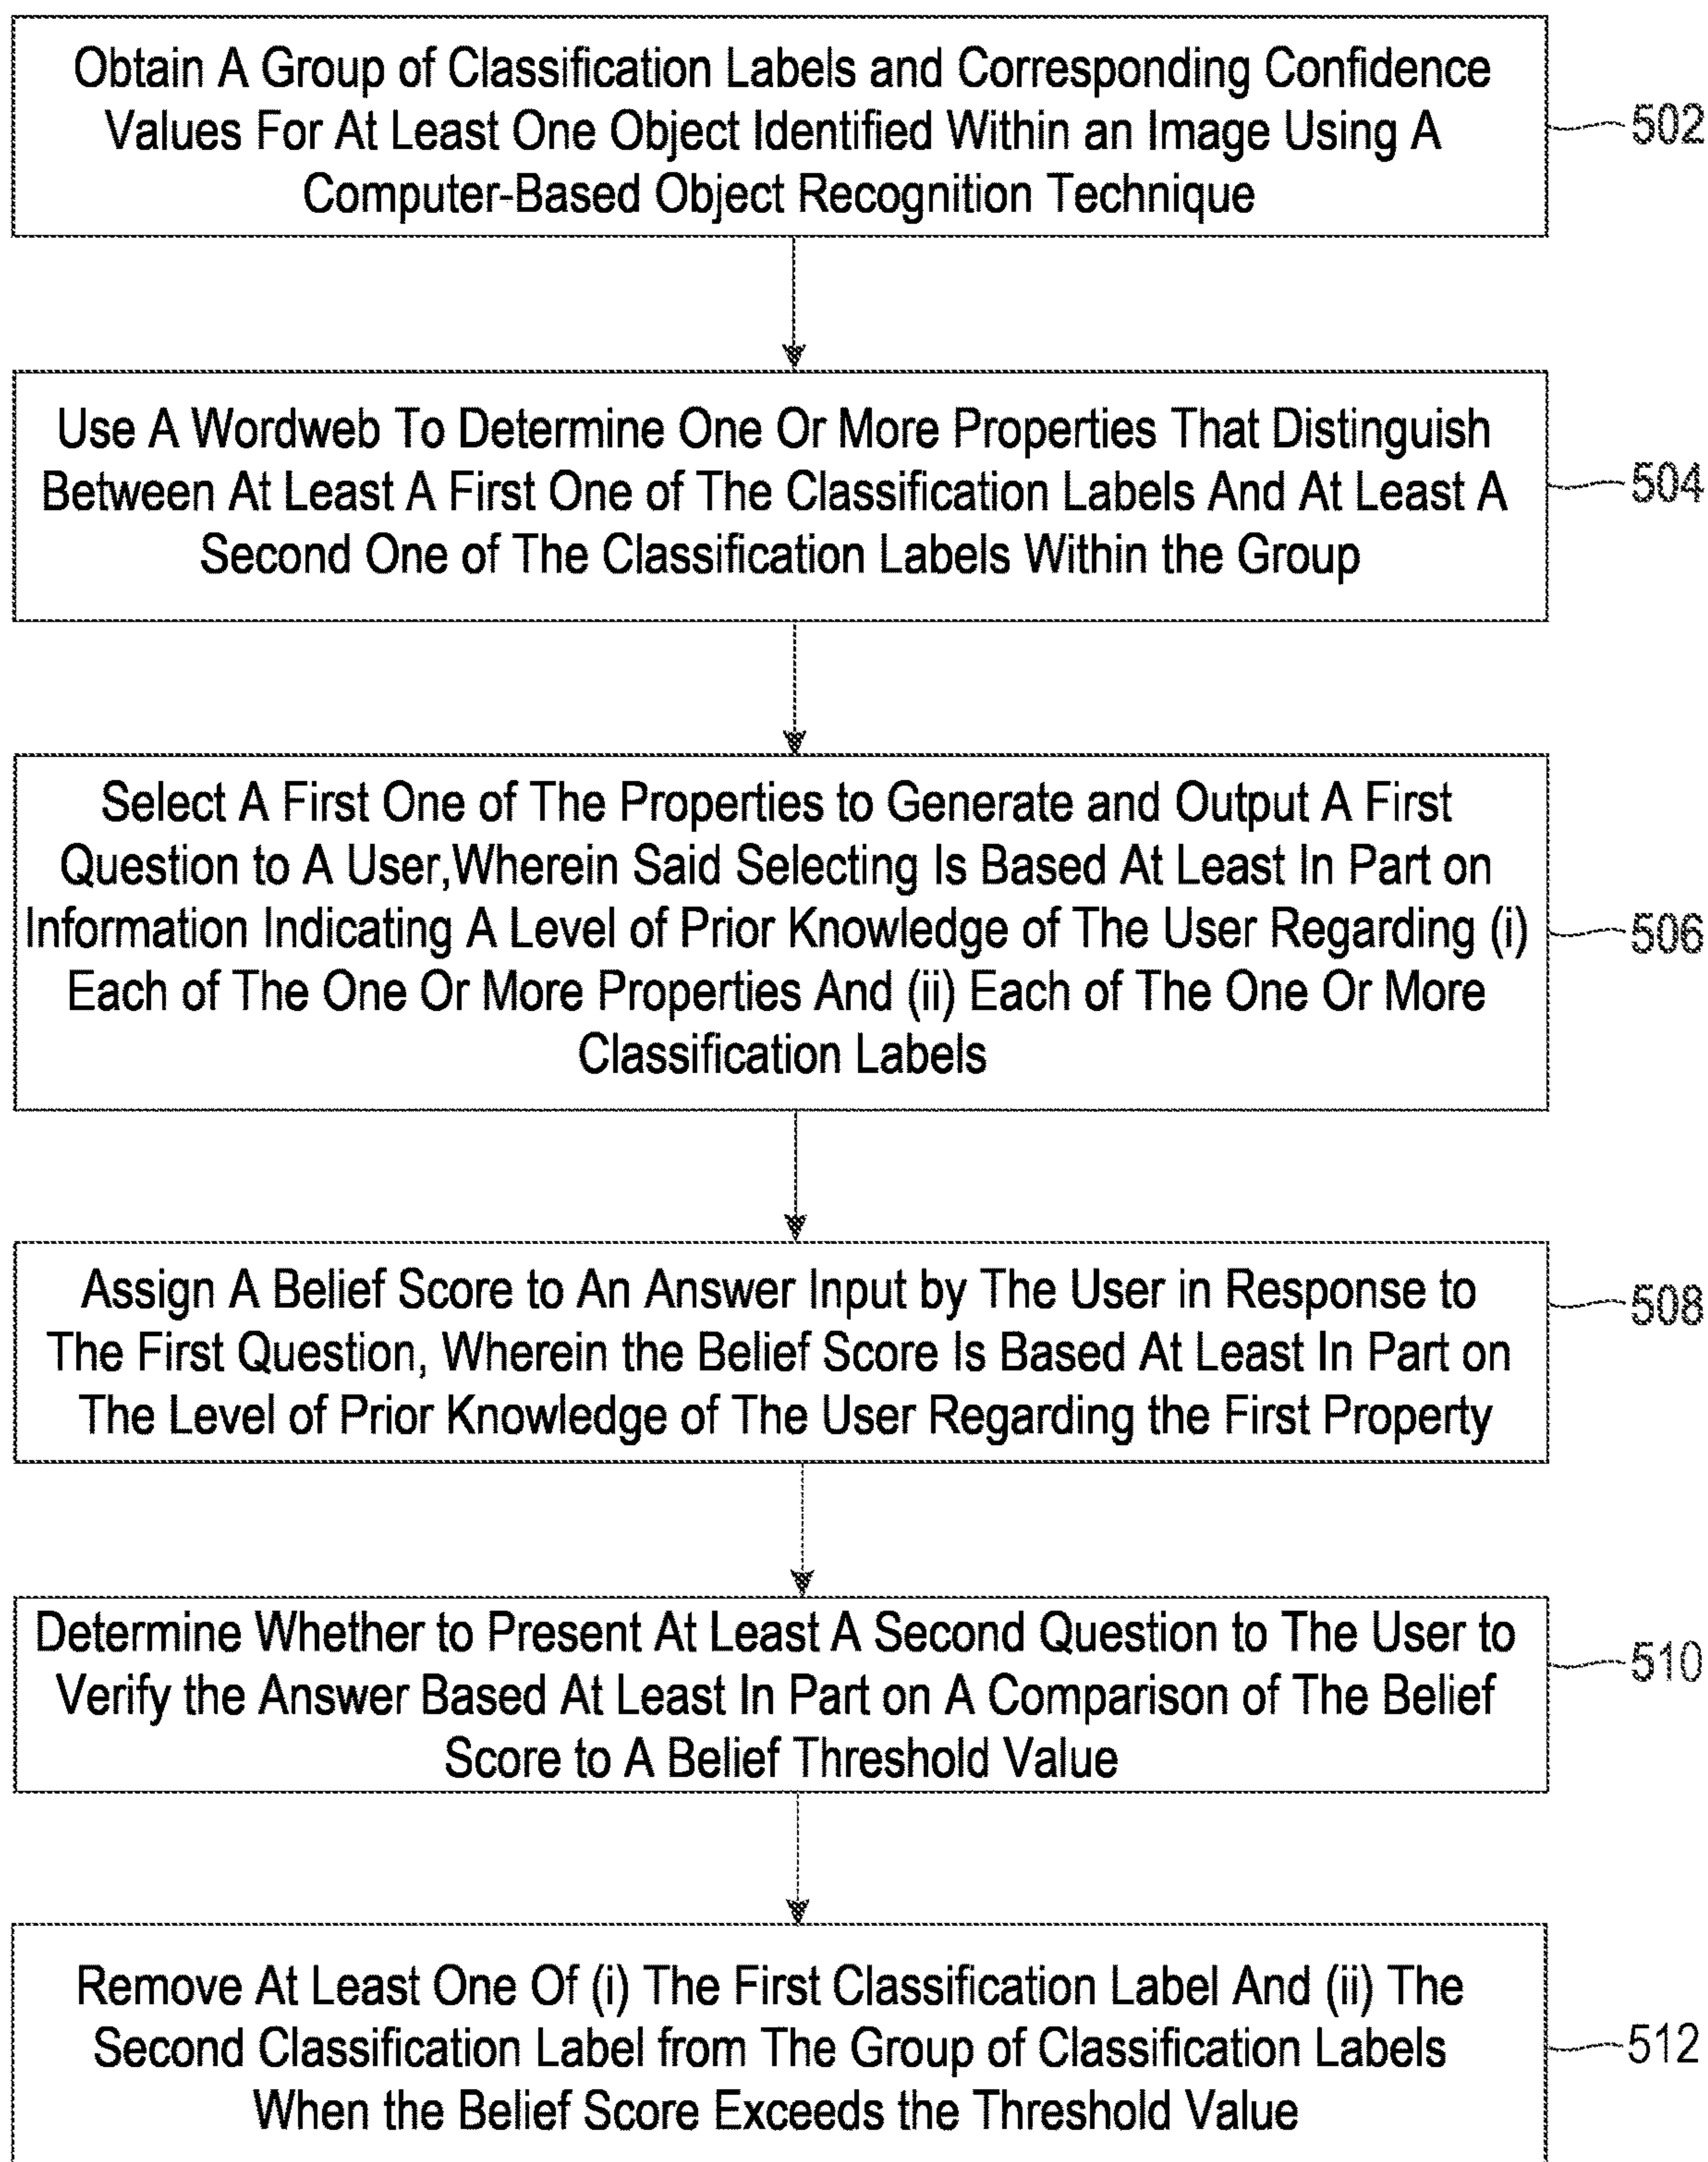 Obtain A Group of Classification Labels and Corresponding Confidence
Values For At Least One Object Identified Within an Image Using A
Computer-Based Object Recognition Technique
502
Use A Wordweb To Determine One Or More Properties That Distinguish
Between At Least A First One of The Classification Labels And At Least A
Second One of The Classification Labels Within the Group
504
Select A First One of The Properties to Generate and Output A First
Question to A User,Wherein Said Selecting Is Based At Least In Part on
Information Indicating A Level of Prior Knowledge of The User Regarding (i)
Each of The One Or More Properties And (ii) Each of The One Or More
Classification Labels
506
Assign A Belief Score to An Answer Input by The User in Response to
The First Question, Wherein the Belief Score Is Based At Least In Part on
The Level of Prior Knowledge of The User Regarding the First Property
508
Determine Whether to Present At Least A Second Question to The User to
Verify the Answer Based At Least In Part on A Comparison of The Belief
Score to A Belief Threshold Value
510
Remove At Least One Of (i) The First Classification Label And (ii) The
Second Classification Label from The Group of Classification Labels
When the Belief Score Exceeds the Threshold Value
512